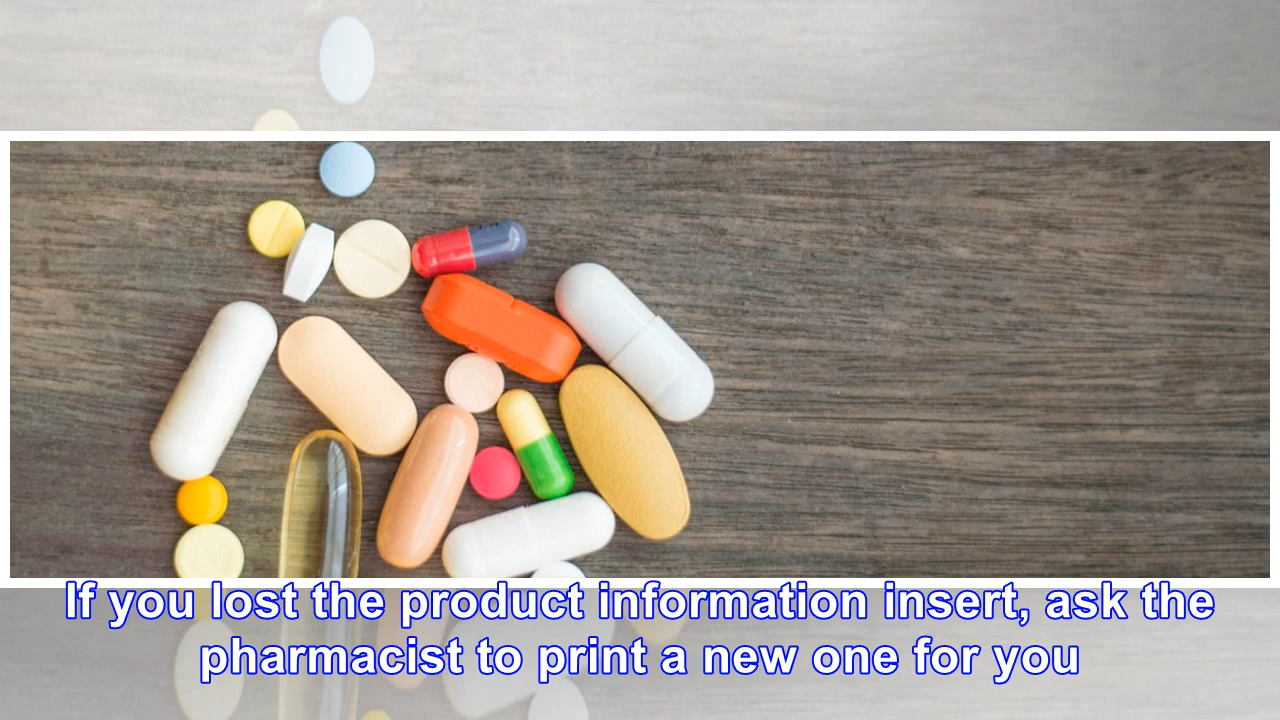 If you lost the product information insert, ask the
pharmacist to print a new one for you